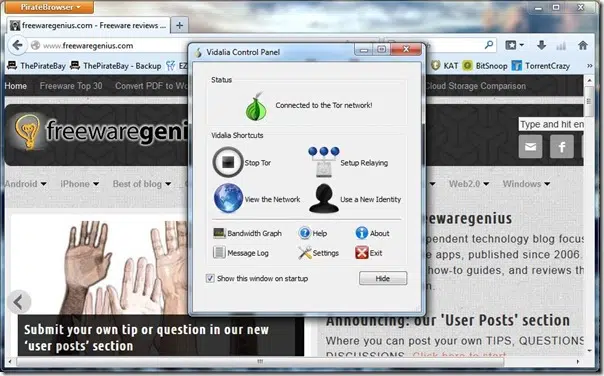 PirateBrowser
freewaregenius.com - Freeware reviews ...
www.freewaregenius.com
ThePirateBay
ThePirateBay - Backup
EZ
KAT
BitSnoop
TorrentCrazy
Home
Freeware Top 30
Convert PDF to Wo
Cloud Storage Comparison
freewaregenius
Type and hit en
Android
iPhone
Best of blog
Web2.0
Windows
Vidalia Control Panel
Status
Connected to the Tor network!
Vidalia Shortcuts
Stop Tor
Setup Relaying
View the Network
Use a New Identity
Bandwidth Graph
Help
About
Message Log
Settings
Exit
Show this window on startup
Hide
Submit your own tip or question in our new
'user posts' section
ewaregenius
pendent technology blog focus
e apps, published since 2006.
how-to guides, and reviews th
Announcing: our 'User Posts' section
Where you can post your own TIPS, QUESTIONS
DISCUSSIONS. Click here to start